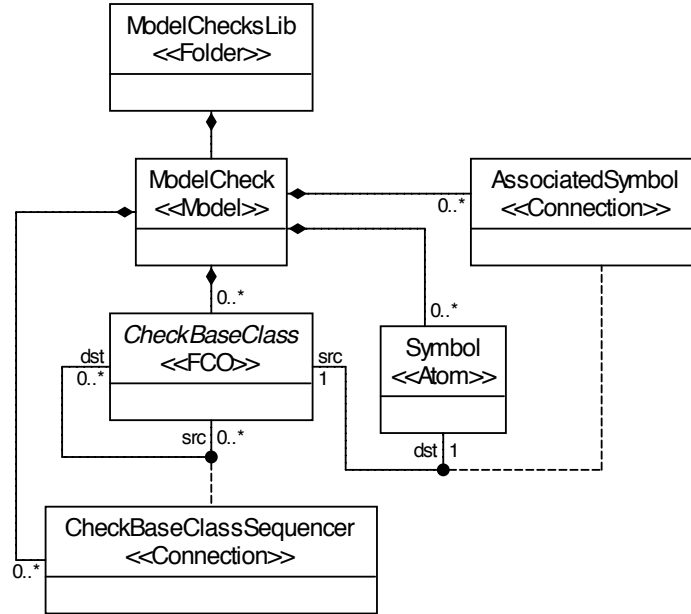 ModelChecksLib
<<Folder>>
ModelCheck
<<Model>>
AssociatedSymbol
<<Connection>>
0..*
0..*
0..*
CheckBaseClass
<<FCO>>
dst
0..*
src
1
Symbol
<<Atom>>
src
0..*
dst
1
CheckBaseClassSequencer
<<Connection>>
0..*